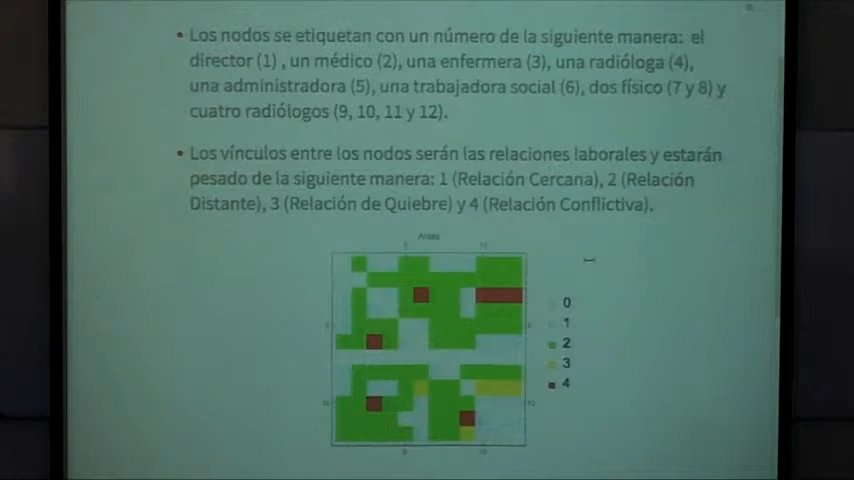 • Los nodos se etiquetan con un número de la siguiente manera: el
director (1) , un médico (2), una enfermera (3), una radióloga (4),
una administradora (5), una trabajadora social (6), dos físico (7 y 8) y
cuatro radiólogos (9, 10, 11 y 12).
• Los vínculos entre los nodos serán las relaciones laborales y estarán
pesado de la siguiente manera: 1 (Relación Cercana), 2 (Relación
Distante), 3 (Relación de Quiebre) y 4 (Relación Conflictiva).
0
1
2
3
4